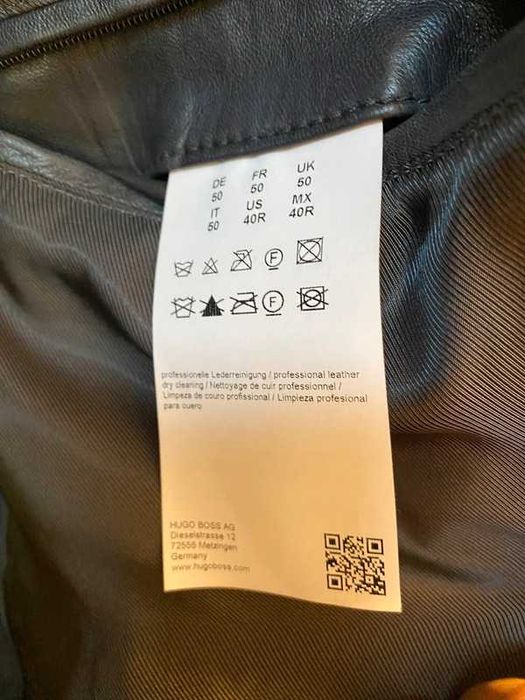 DE FR UK
50 50 50
IT US MX
50 40R 40R
F
F
professionelle Lederreinigung / professional leather
dry cleaning / Nettoyage de cuir professionnel /
Limpeza de couro profissional / Limpieza profesional
para cuero
HUGO BOSS AG
Dieselstrasse 12
72555 Metzingen
Germany
www.hugoboss.com